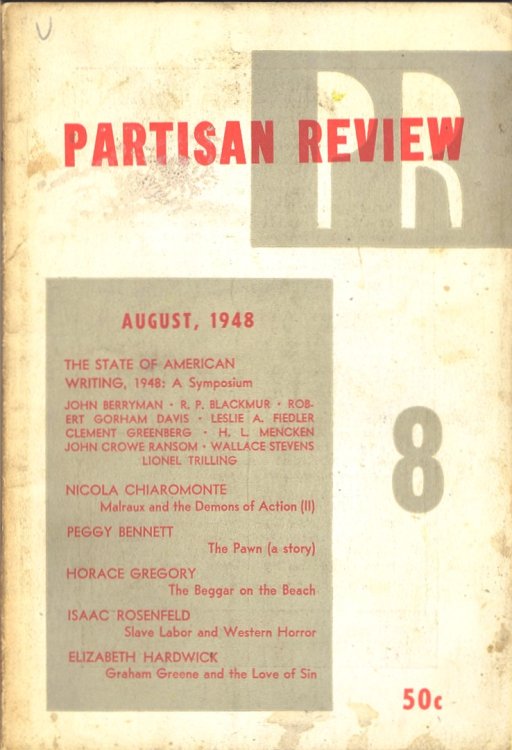 PR
PARTISAN REVIEW
AUGUST, 1948
THE STATE OF AMERICAN
WRITING, 1948: A Symposium
JOHN BERRYMAN • R. P. BLACKMUR • ROB-
ERT GORHAM DAVIS • LESLIE A. FIEDLER
CLEMENT GREENBERG • H. L. MENCKEN
JOHN CROWE RANSOM • WALLACE STEVENS
LIONEL TRILLING
NICOLA CHIAROMONTE
Malraux and the Demons of Action (II)
PEGGY BENNETT
The Pawn (a story)
HORACE GREGORY
The Beggar on the Beach
ISAAC ROSENFELD
Slave Labor and Western Horror
ELIZABETH HARDWICK
Graham Greene and the Love of Sin
8
50c